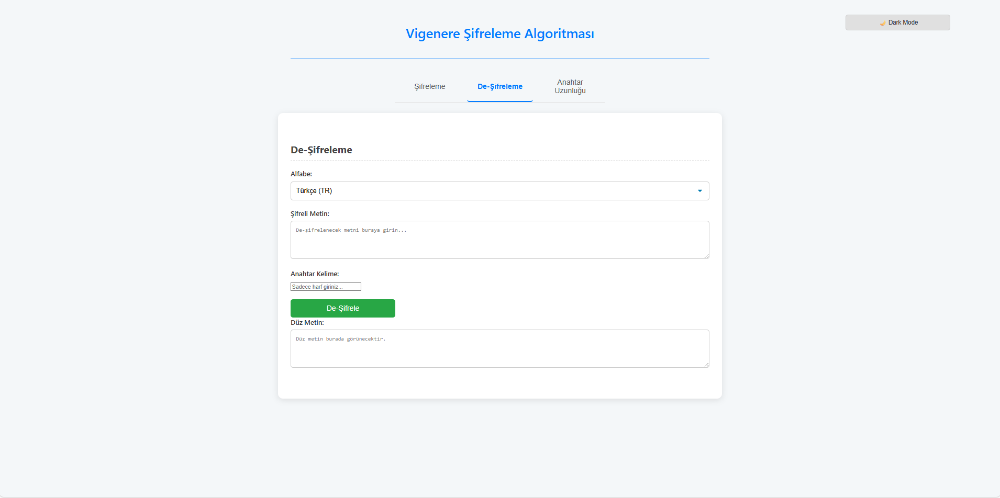 🌙 Dark Mode
Vigenere Şifreleme Algoritması
Şifreleme
De-Şifreleme
Anahtar
Uzunluğu
De-Şifreleme
Alfabe:
Türkçe (TR)
Şifreli Metin:
De-şifrelenecek metni buraya girin...
Anahtar Kelime:
Sadece harf giriniz...
De-Şifrele
Düz Metin:
Düz metin burada görünecektir.